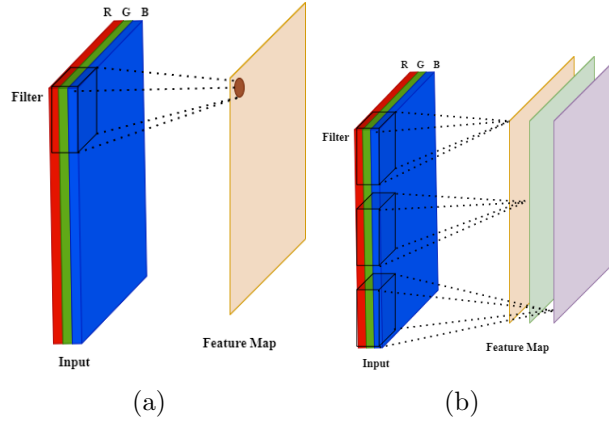 R G B
Filter
Input
Feature Map
(a)
R G B
Filter
Input
Feature Map
(b)